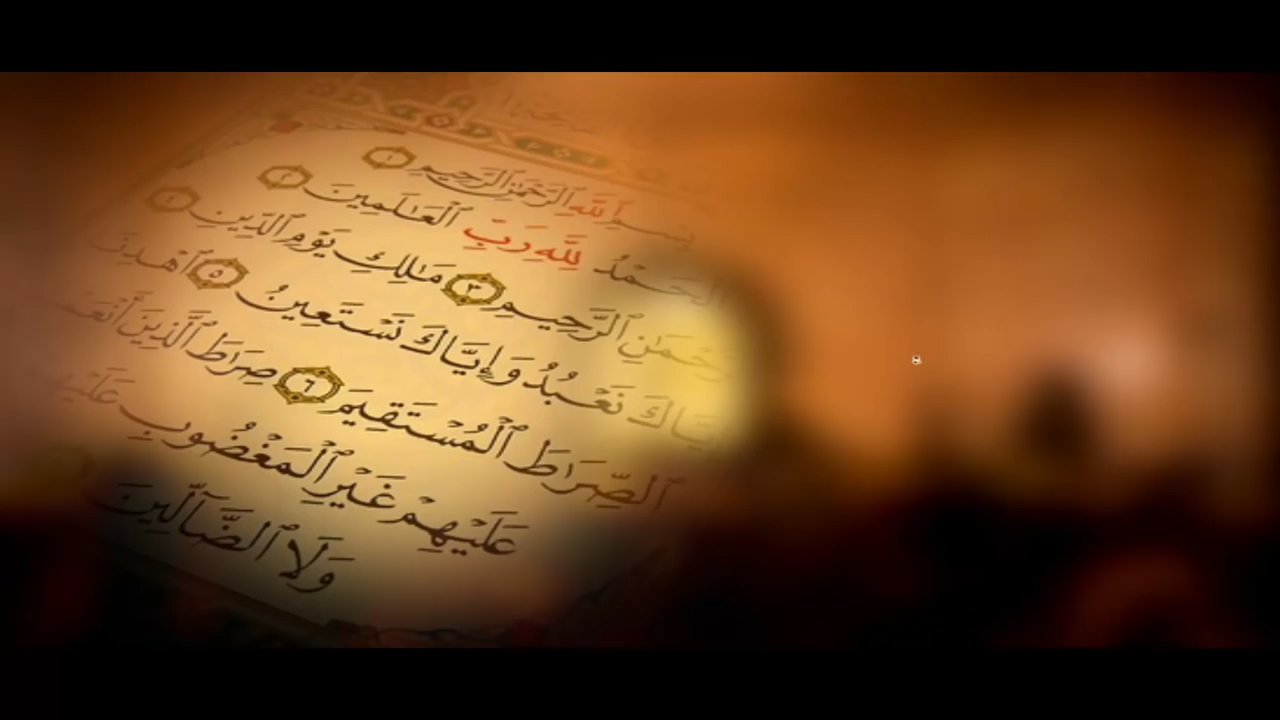 بِسْمِ ٱللَّهِ ٱلرَّحْمَٰنِ ٱلرَّحِيمِ ١
ٱلْحَمْدُ لِلَّهِ رَبِّ ٱلْعَٰلَمِينَ ٢
ٱلرَّحِيمِ ٣ مَٰلِكِ يَوْمِ ٱلدِّينِ ٤
نَعْبُدُ وَإِيَّاكَ نَسْتَعِينُ ٥ ٱهْدِنَا
ٱلصِّرَٰطَ ٱلْمُسْتَقِيمَ ٦ صِرَٰطَ ٱلَّذِينَ
عَلَيْهِمْ غَيْرِ ٱلْمَغْضُوبِ
وَلَا ٱلضَّآلِّينَ